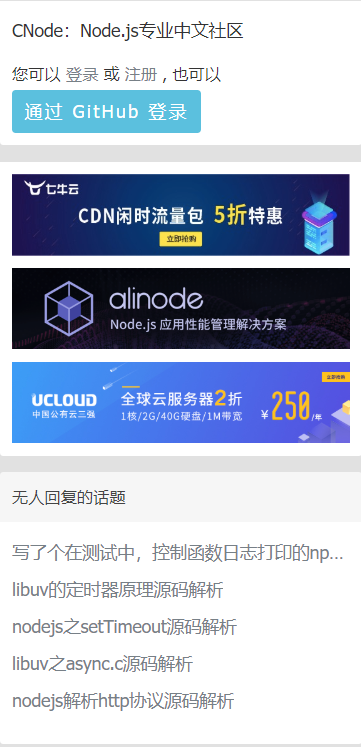 CNode：Node.js专业中文社区
您可以 登录 或 注册 , 也可以
通过 GitHub 登录
七牛云
CDN闲时流量包 5折特惠
立即抢购
alinode
Node.js 应用性能管理解决方案
立即抢购
UCLOUD
中国公有云三强
全球云服务器2折
1核/2G/40G硬盘/1M带宽
¥250/年
无人回复的话题
写了个在测试中，控制函数日志打印的np...
libuv的定时器原理源码解析
nodejs之setTimeout源码解析
libuv之async.c源码解析
nodejs解析http协议源码解析